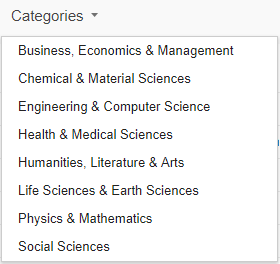 Categories
Business, Economics & Management
Chemical & Material Sciences
Engineering & Computer Science
Health & Medical Sciences
Humanities, Literature & Arts
Life Sciences & Earth Sciences
Physics & Mathematics
Social Sciences